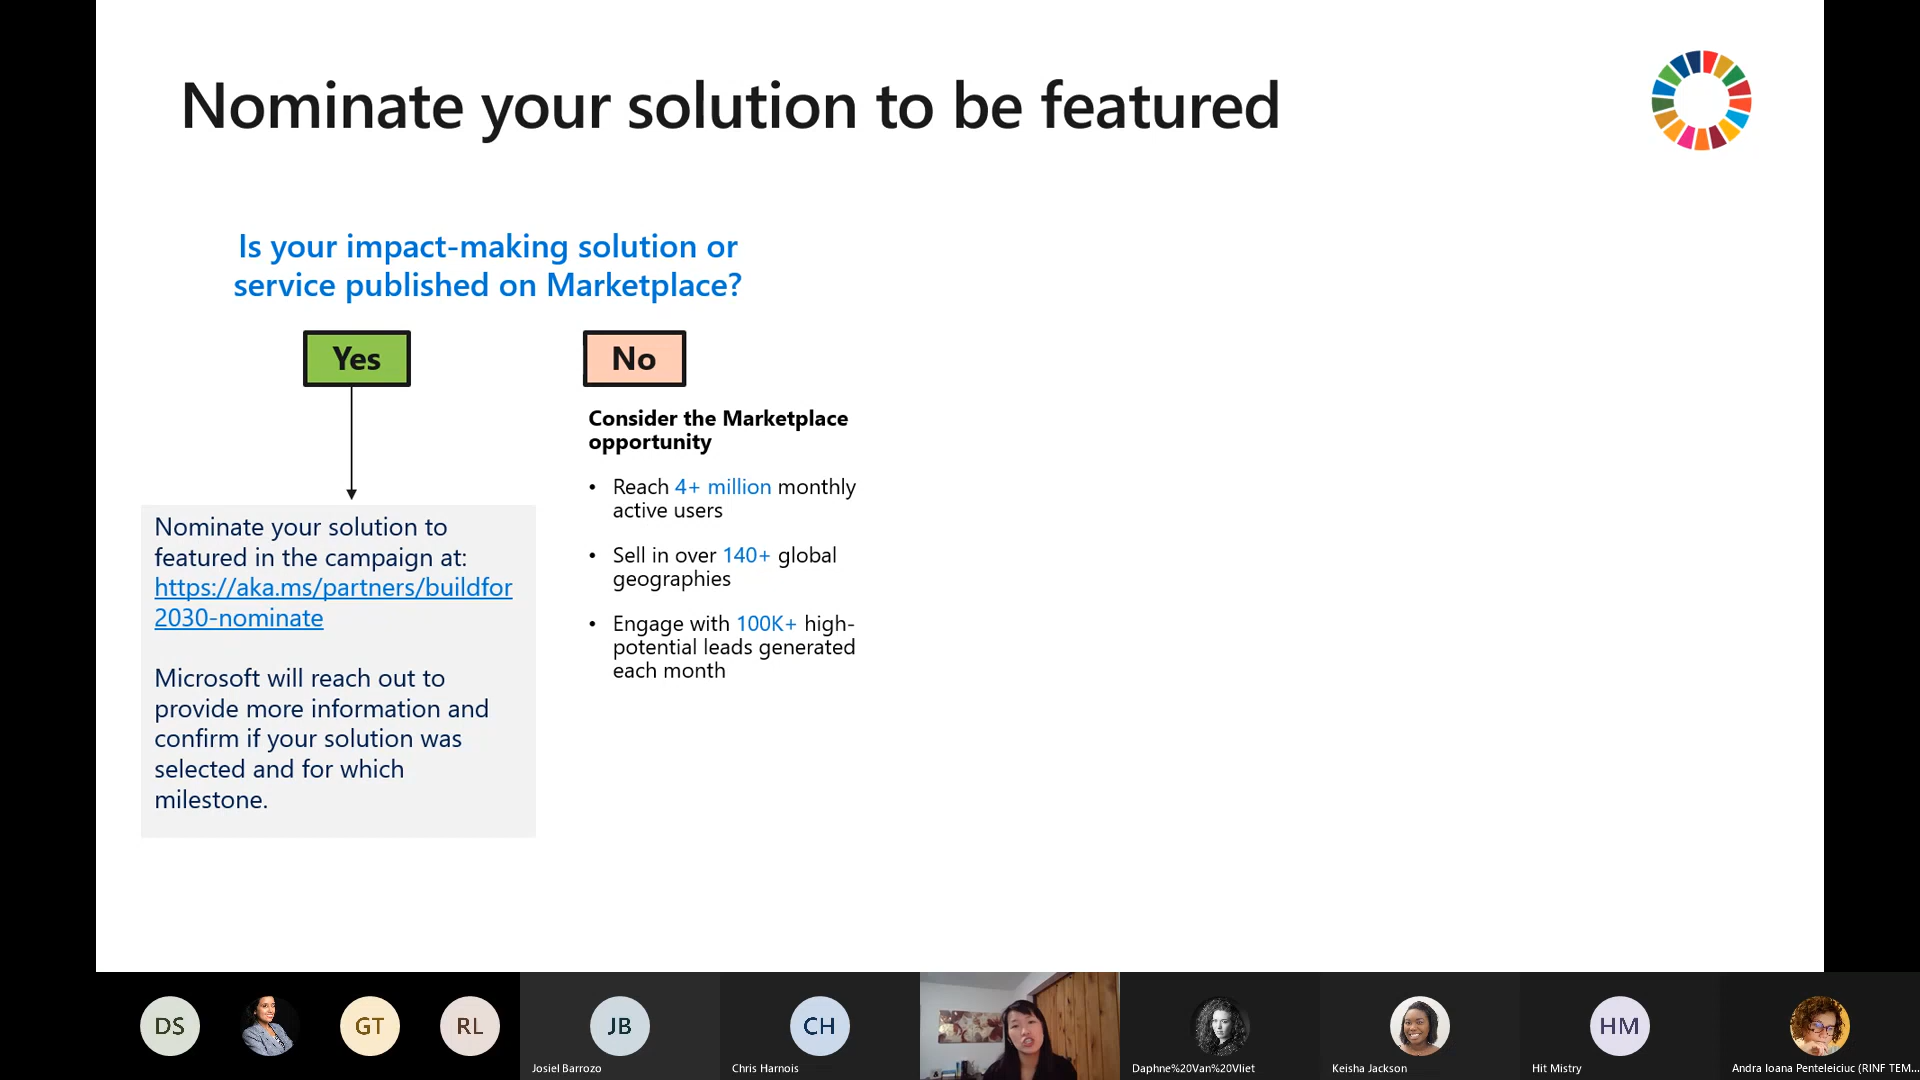 Nominate your solution to be featured
Is your impact-making solution or
service published on Marketplace?
Yes
No
Nominate your solution to
featured in the campaign at:
https://aka.ms/partners/buildfor
2030-nominate
Microsoft will reach out to
provide more information and
confirm if your solution was
selected and for which
milestone.
Consider the Marketplace
opportunity
• Reach 4+ million monthly
active users
• Sell in over 140+ global
geographies
• Engage with 100K+ high-
potential leads generated
each month
DS
GT
RL
JB
Josiel Barrozo
CH
Chris Harnois
Daphne%20Van%20Vliet
Keisha Jackson
HM
Hit Mistry
Andra Ioana Penteleiciuc (RINF TEM...